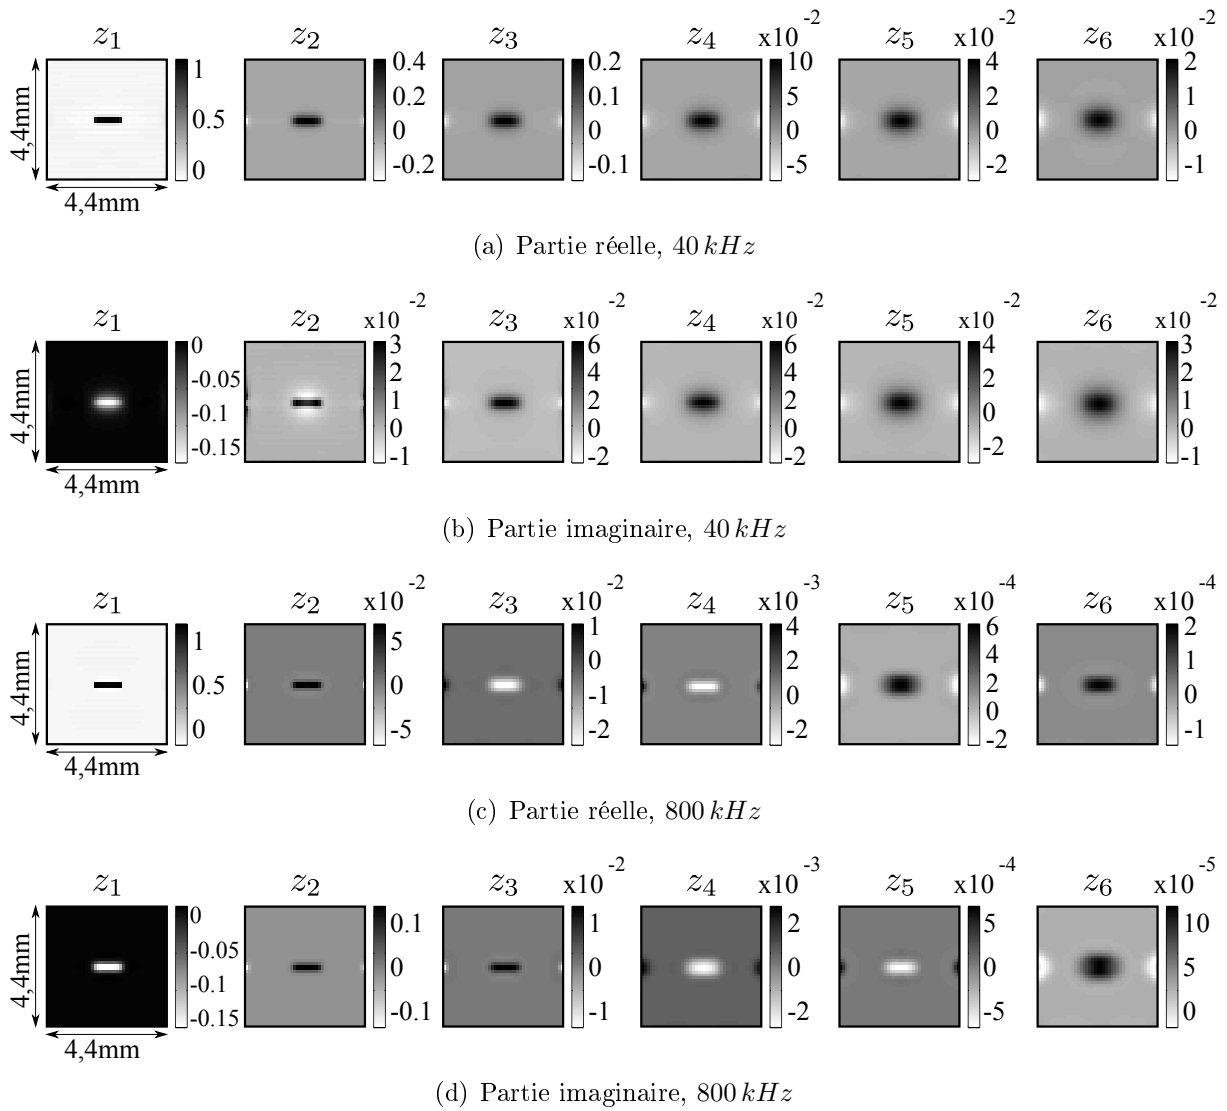 z1 z2 z3 z4 x10 -2 z5 x10 -2 z6 x10 -2
4,4mm 1 0.5 0 0.4 0.2 0 -0.2 0.2 0.1 0 -0.1 10 5 0 -5 4 2 0 -2 2 1 0 -1
4,4mm
(a) Partie réelle, 40 kHz
z1 z2 x10 -2 z3 x10 -2 z4 x10 -2 z5 x10 -2 z6 x10 -2
4,4mm 0 -0.05 -0.1 -0.15 3 2 1 0 -1 6 4 2 0 -2 6 4 2 0 -2 4 2 0 -2 3 2 1 0 -1
4,4mm
(b) Partie imaginaire, 40 kHz
z1 z2 x10 -2 z3 x10 -2 z4 x10 -3 z5 x10 -4 z6 x10 -4
4,4mm 1 0.5 0 5 0 -5 1 0 -1 -2 4 2 0 -2 6 4 2 0 -2 2 1 0 -1
4,4mm
(c) Partie réelle, 800 kHz
z1 z2 z3 x10 -2 z4 x10 -3 z5 x10 -4 z6 x10 -5
4,4mm 0 -0.05 -0.1 -0.15 0.1 0 -0.1 1 0 -1 2 0 -2 5 0 -5 10 5 0
4,4mm
(d) Partie imaginaire, 800 kHz